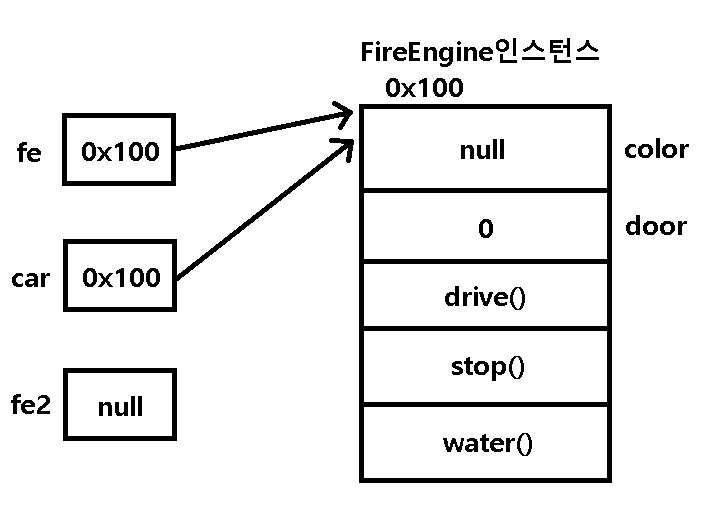 FireEngine인스턴스
0x100
fe
0x100
car
0x100
fe2
null
null
color
0
door
drive()
stop()
water()